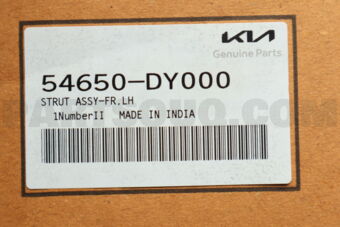 KIA
Genuine Parts
54650-DY000
STRUT ASSY-FR.LH
1NumberII MADE IN INDIA